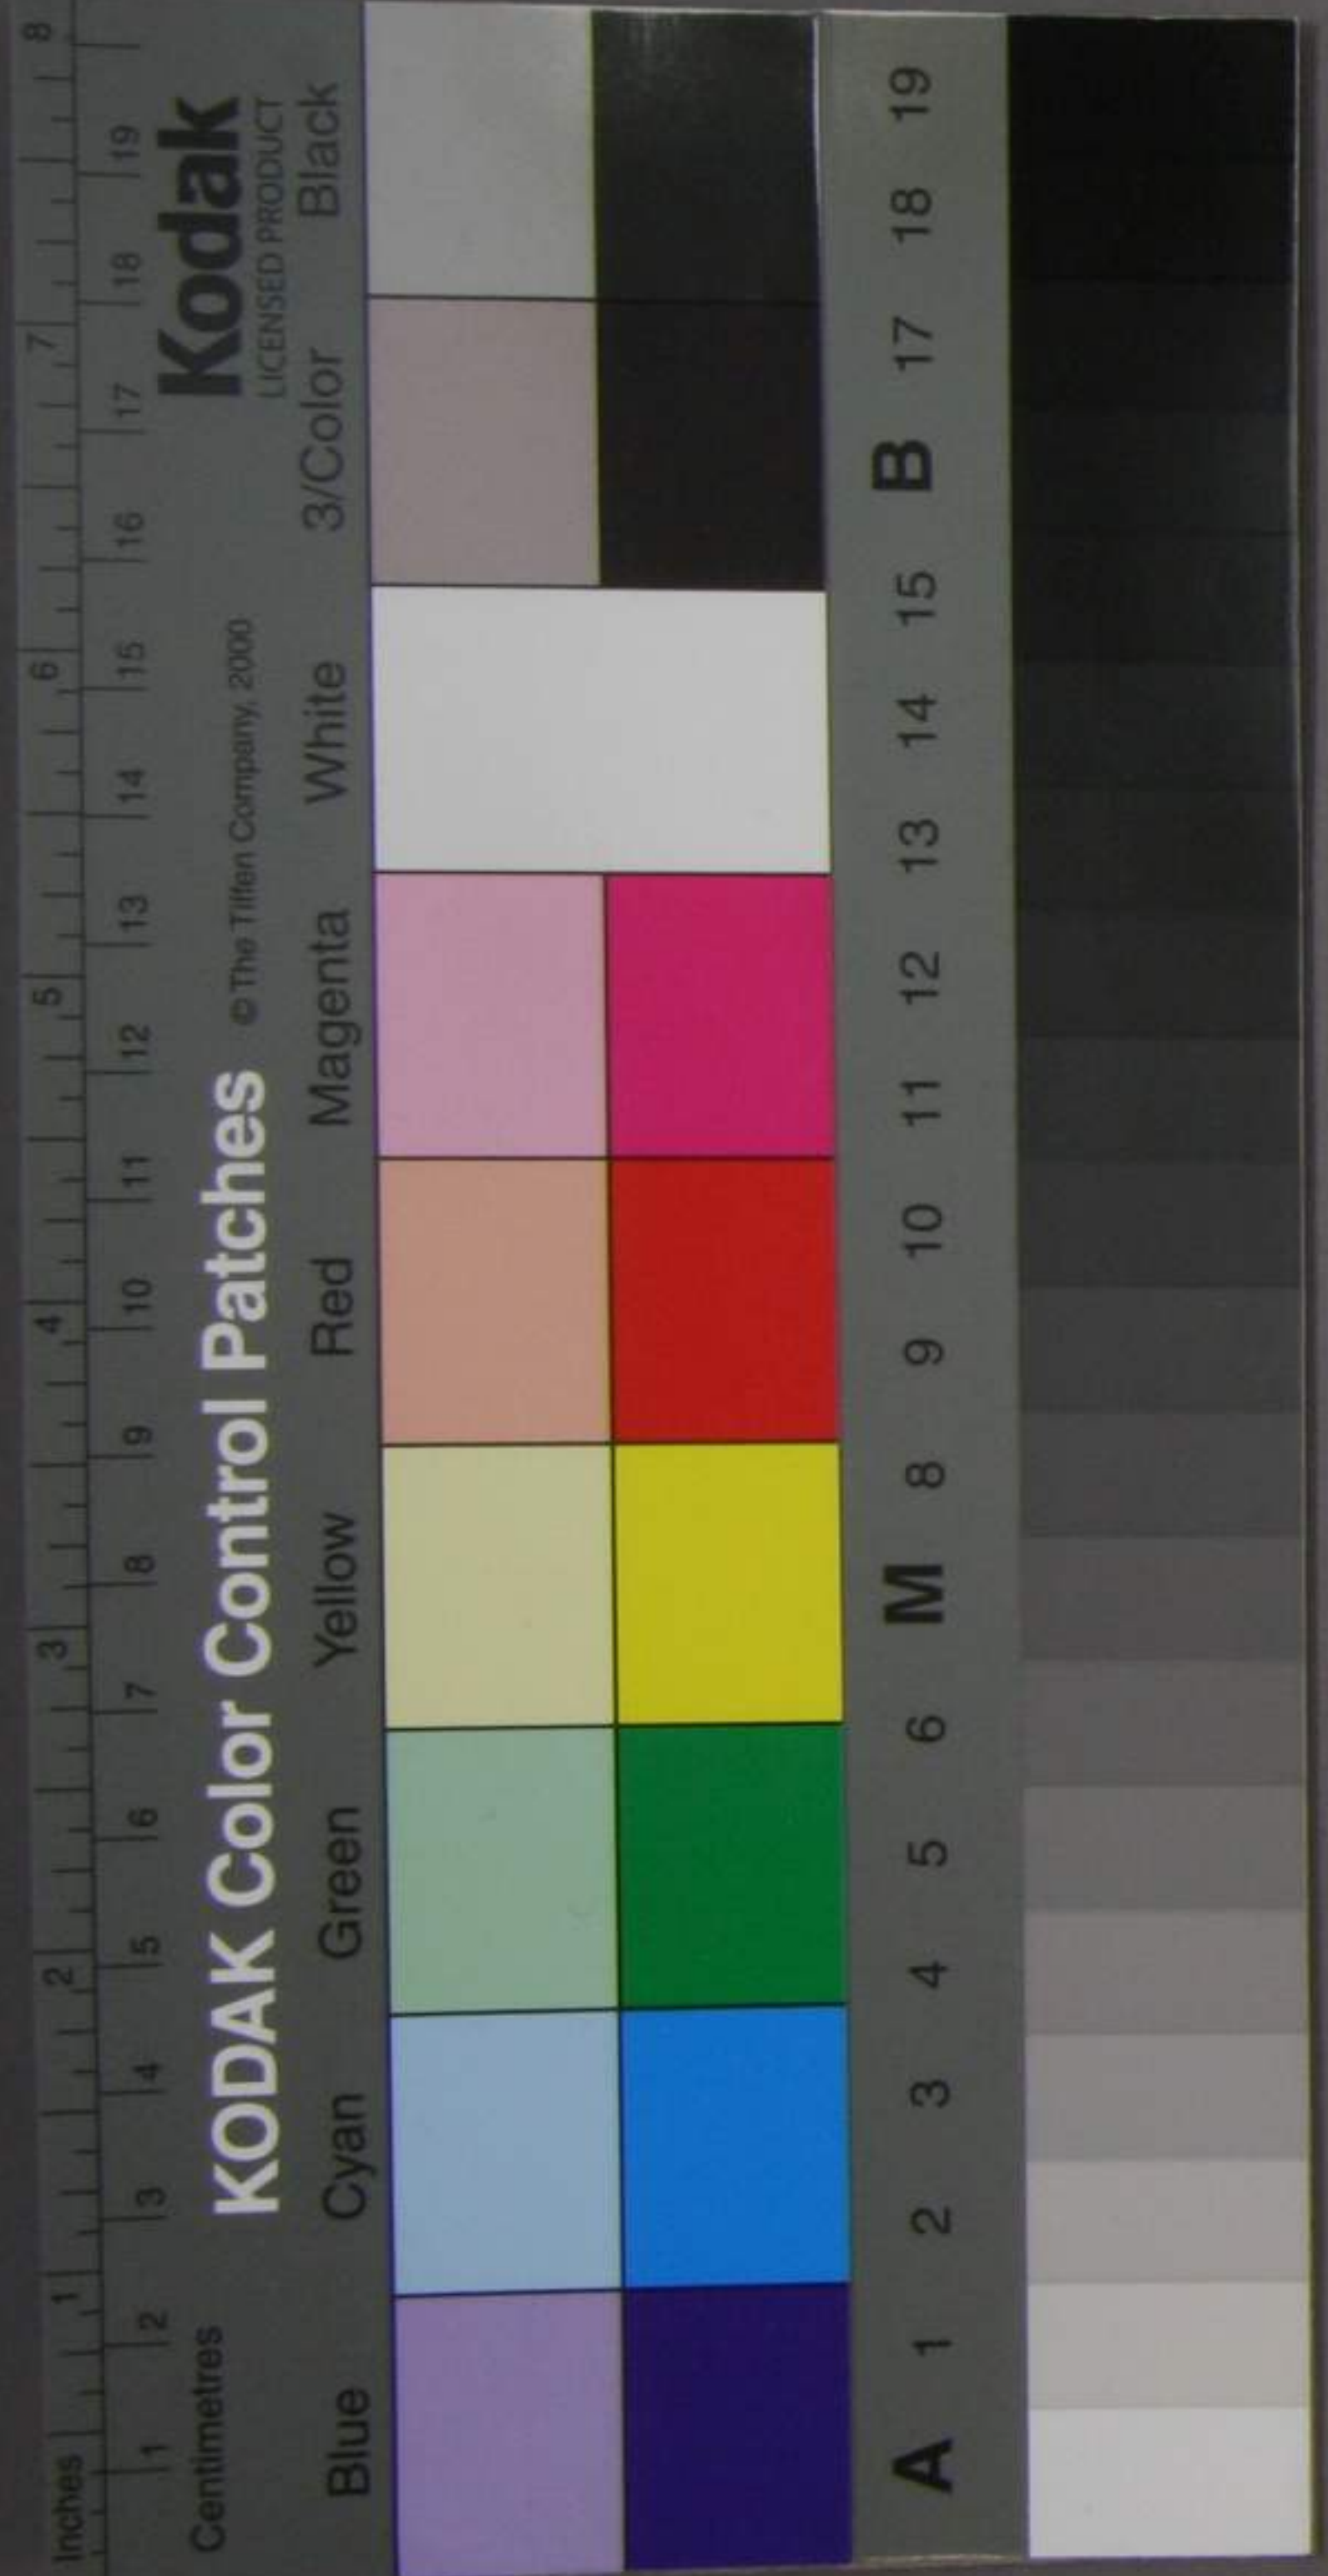 Inches 1 2 3 4 5 6 7 8
1 2 3 4 5 6 7 8 9 10 11 12 13 14 15 16 17 18 19
Centimetres
KODAK Color Control Patches © The Tiffen Company, 2000 Kodak
LICENSED PRODUCT
Blue Cyan Green Yellow Red Magenta White 3/Color Black
A 1 2 3 4 5 6 M 8 9 10 11 12 13 14 15 B 17 18 19